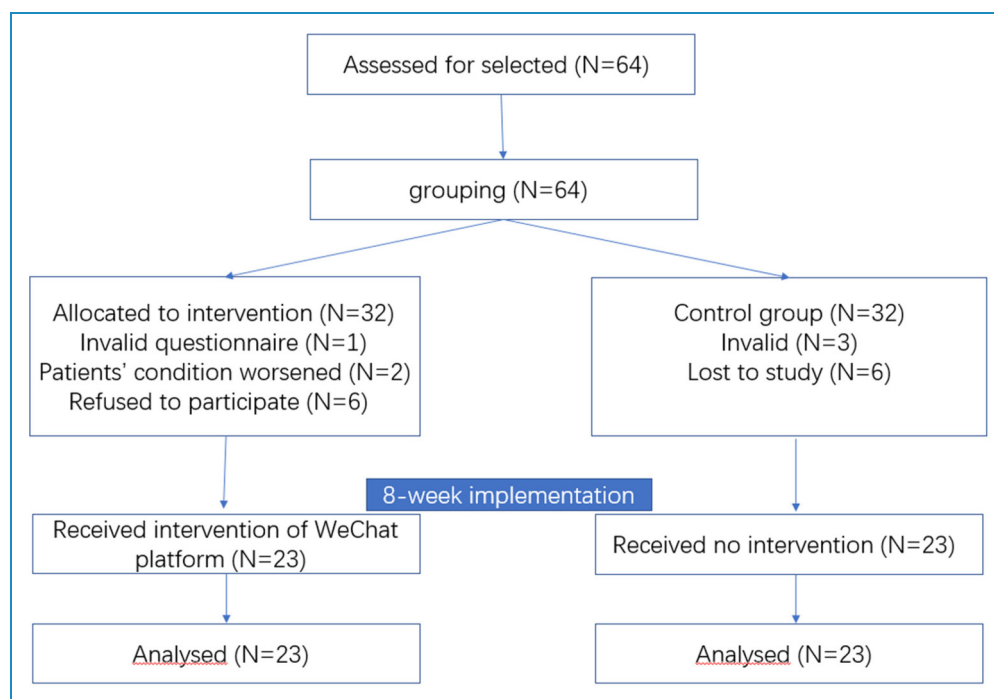 Assessed for selected (N=64)
grouping (N=64)
Allocated to intervention (N=32)
Invalid questionnaire (N=1)
Patients' condition worsened (N=2)
Refused to participate (N=6)
Control group (N=32)
Invalid (N=3)
Lost to study (N=6)
8-week implementation
Received intervention of WeChat
platform (N=23)
Received no intervention (N=23)
Analysed (N=23)
Analysed (N=23)